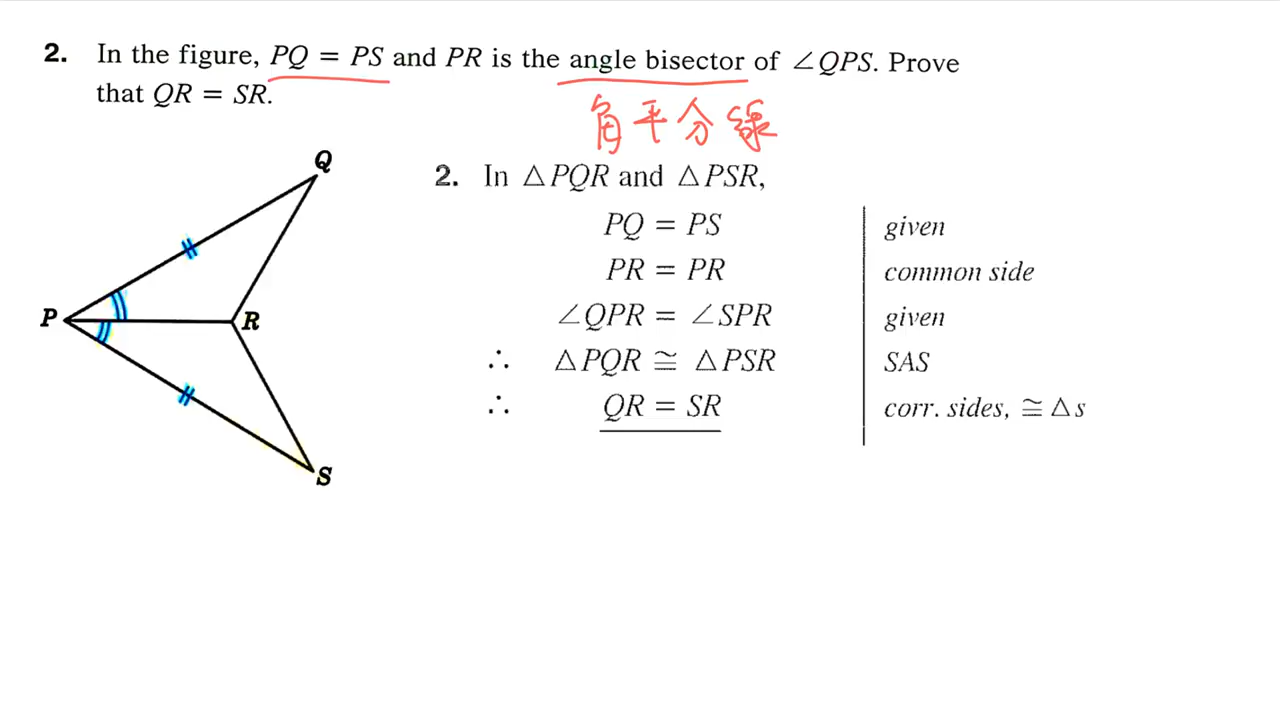 2. In the figure, PQ = PS and PR is the angle bisector of ∠QPS. Prove
that QR = SR.
角平分線
Q
P
R
S
2. In △PQR and △PSR,
PQ = PS given
PR = PR common side
∠QPR = ∠SPR given
∴ △PQR ≅ △PSR SAS
∴ QR = SR corr. sides, ≅ △s